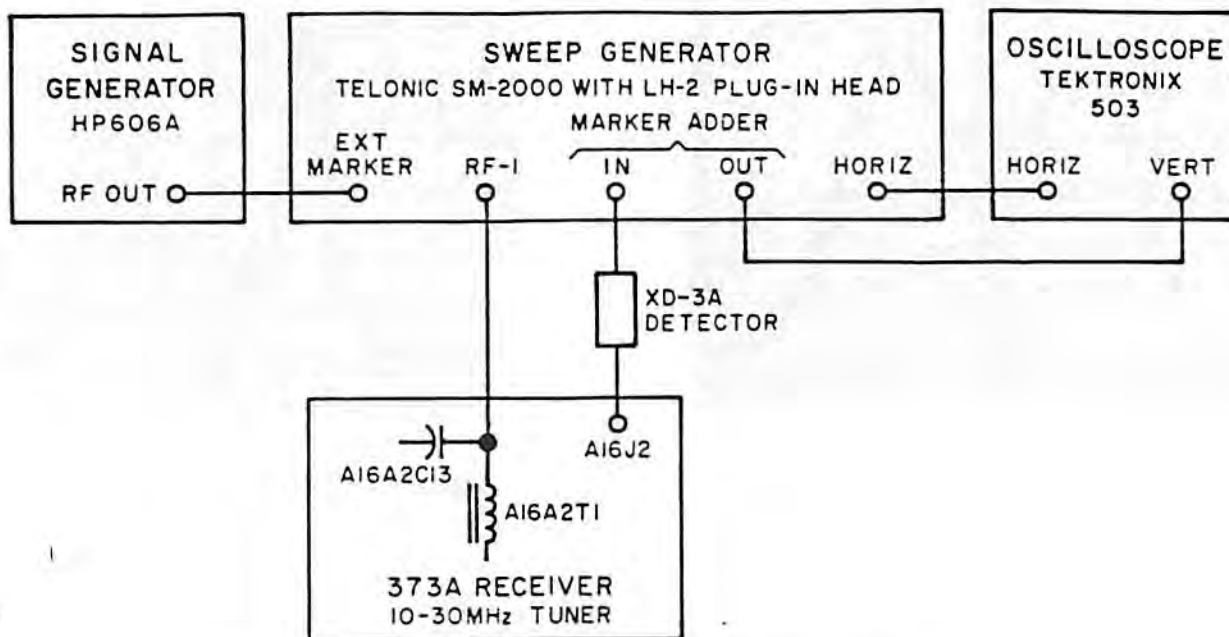 SIGNAL
GENERATOR
HP606A
RF OUT
SWEEP GENERATOR
TELONIC SM-2000 WITH LH-2 PLUG-IN HEAD
MARKER ADDER
EXT
MARKER
RF-1
IN
OUT
HORIZ
OSCILLOSCOPE
TEKTRONIX
503
HORIZ
VERT
XD-3A
DETECTOR
A16J2
A16A2C13
A16A2T1
373A RECEIVER
10-30MHz TUNER